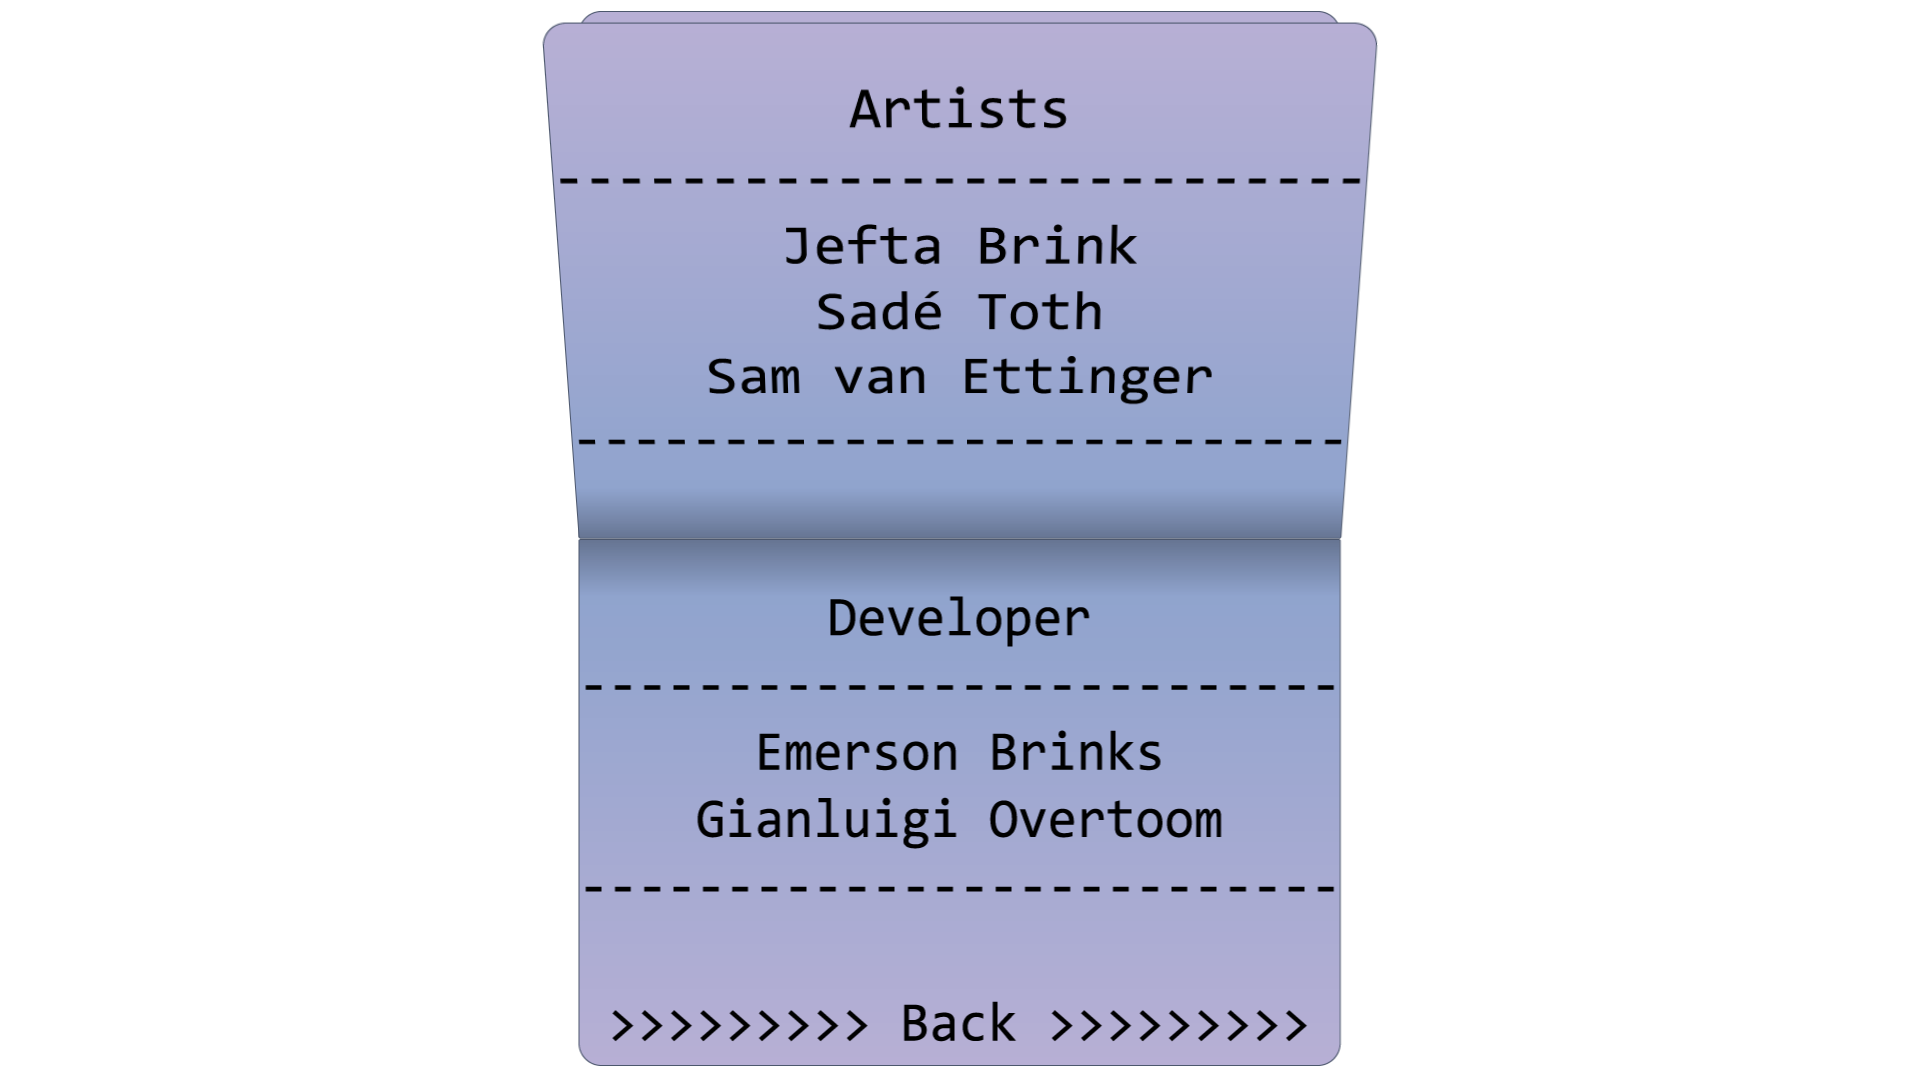 Artists
--------------------------
Jefta Brink
Sadé Toth
Sam van Ettinger
--------------------------
Developer
--------------------------
Emerson Brinks
Gianluigi Overtoom
--------------------------
>>>>>>>>> Back >>>>>>>>>